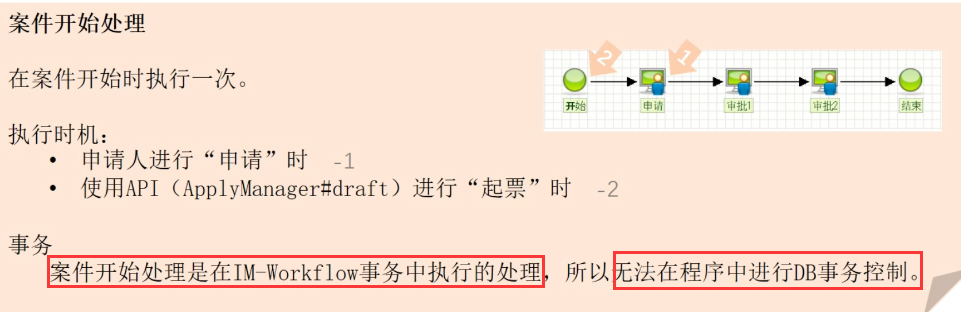 案件开始处理
在案件开始时执行一次。
2
1
开始
申请
审批1
审批2
结束
执行时机：
• 申请人进行“申请”时 -1
• 使用API（ApplyManager#draft）进行“起票”时 -2
事务
案件开始处理是在IM-Workflow事务中执行的处理，所以无法在程序中进行DB事务控制。